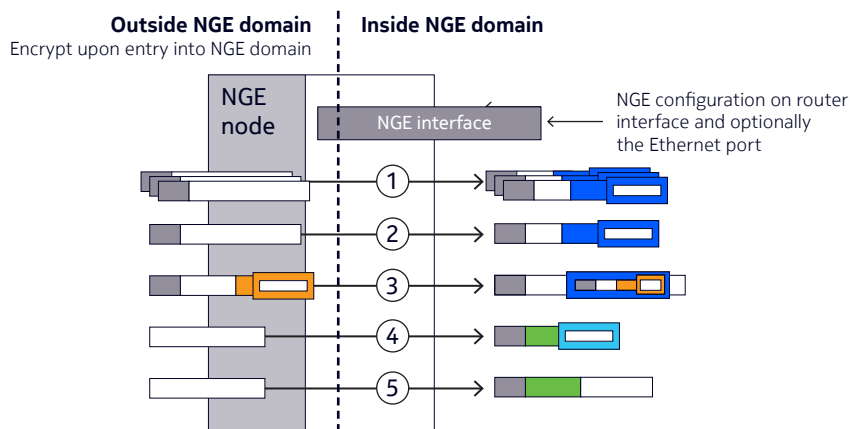 Outside NGE domain
Encrypt upon entry into NGE domain
Inside NGE domain
NGE
node
NGE interface
NGE configuration on router
interface and optionally
the Ethernet port
1
2
3
4
5